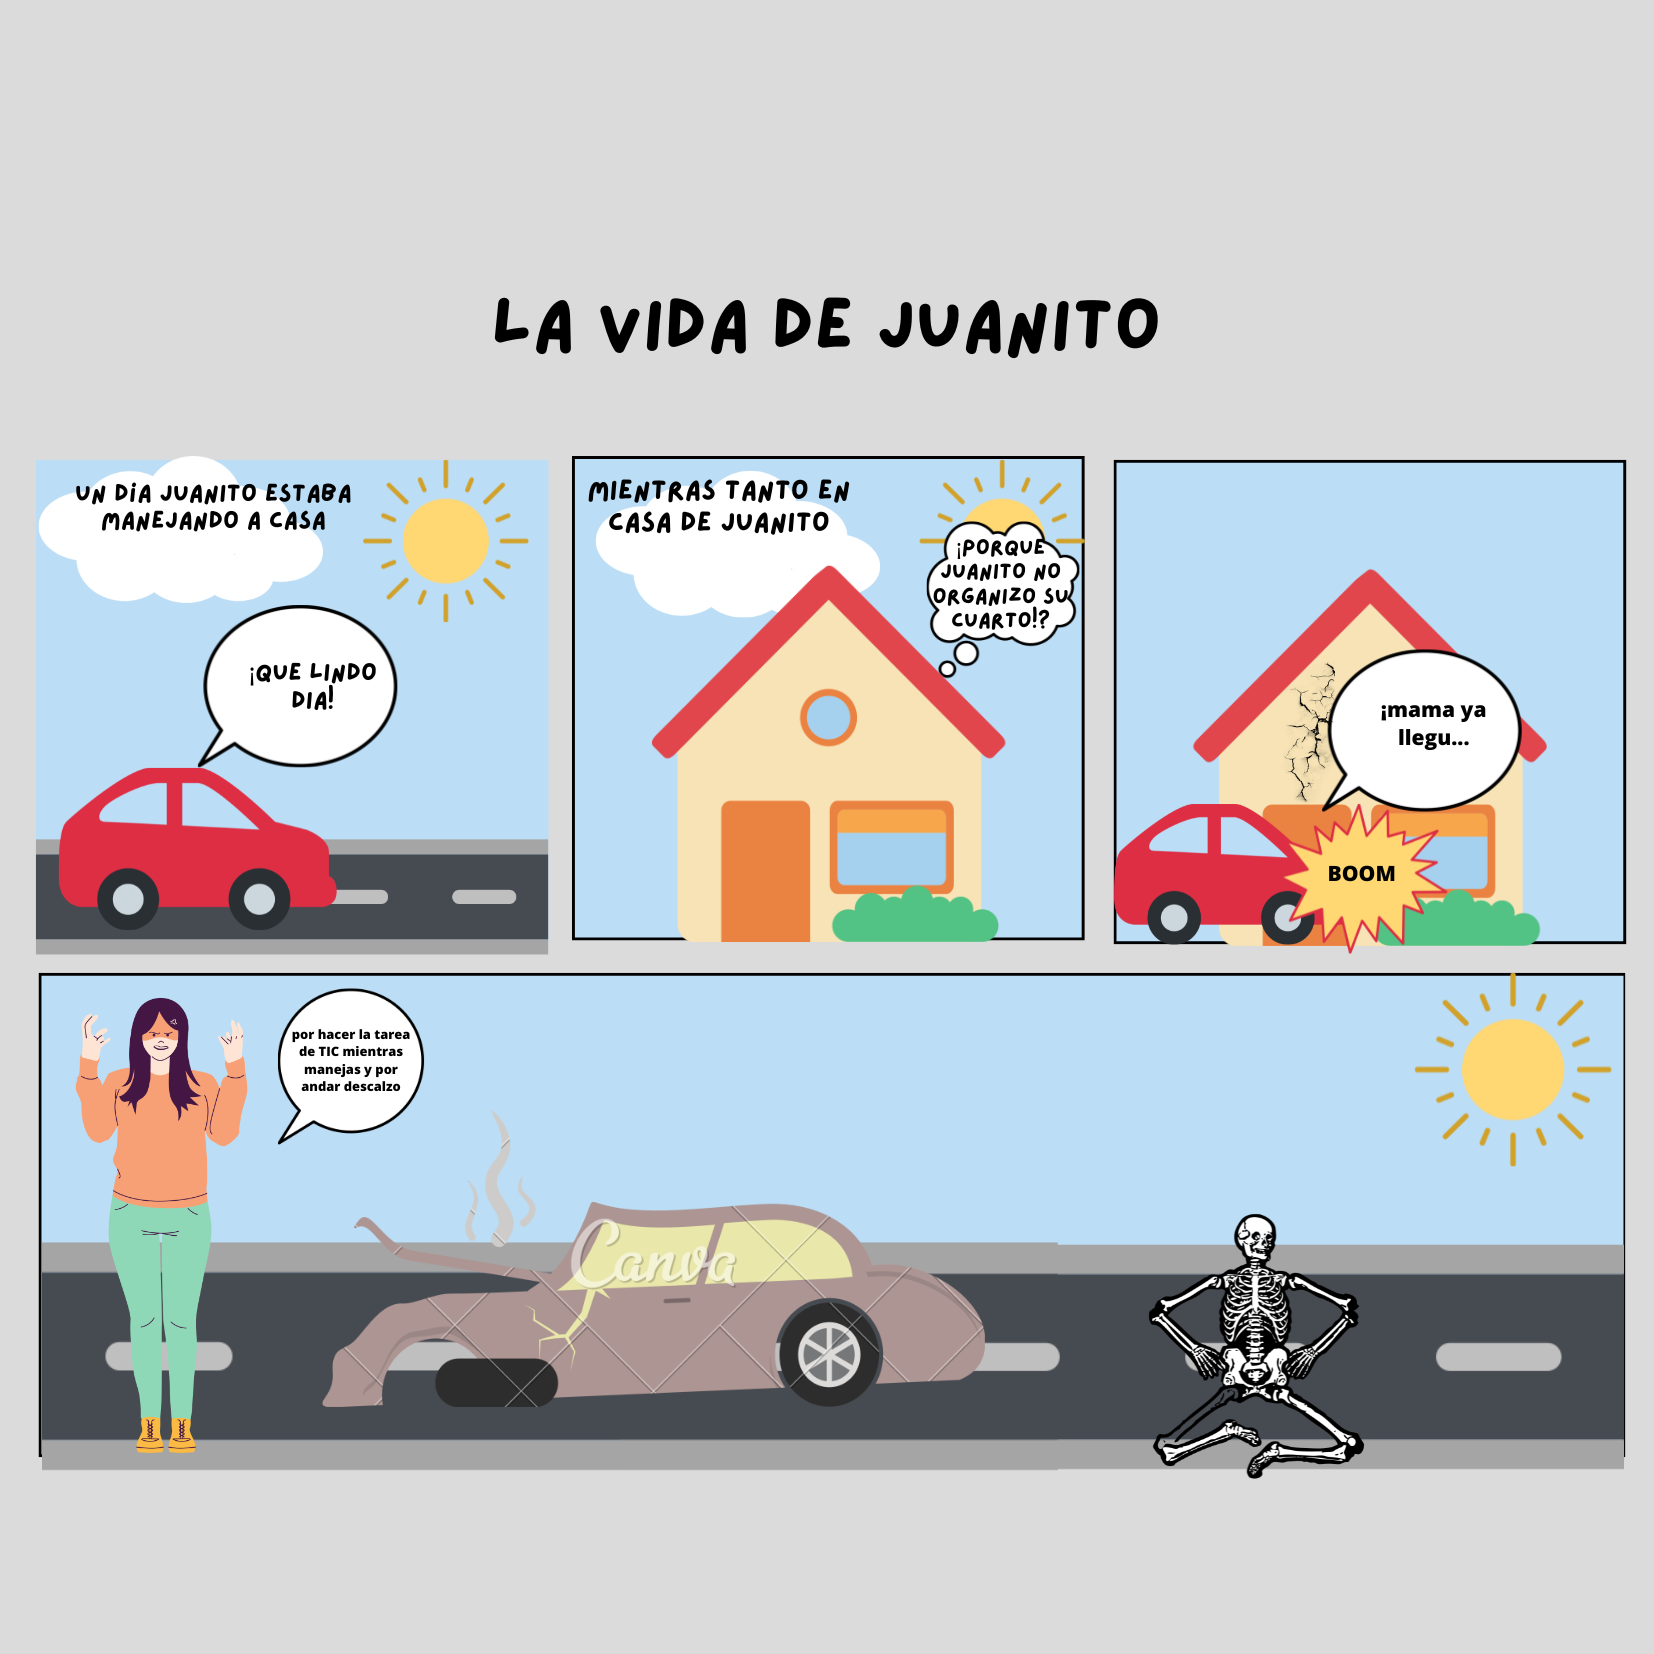 LA VIDA DE JUANITO
UN DÍA JUANITO ESTABA
MANEJANDO A CASA
¡QUE LINDO
DIA!
MIENTRAS TANTO EN
CASA DE JUANITO
¡PORQUE
JUANITO NO
ORGANIZO SU
CUARTO!?
¡mama ya
llegu...
BOOM
por hacer la tarea
de TIC mientras
manejas y por
andar descalzo
Canva